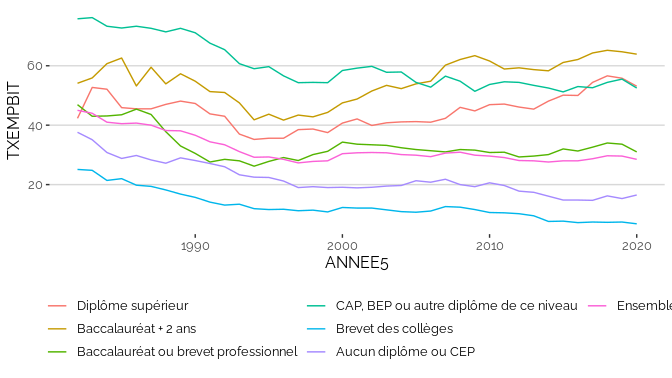 60
40
20
TXEMPBIT
1990
2000
2010
2020
ANNEE5
Diplôme supérieur
CAP, BEP ou autre diplôme de ce niveau
Ensemble
Baccalauréat + 2 ans
Brevet des collèges
Baccalauréat ou brevet professionnel
Aucun diplôme ou CEP